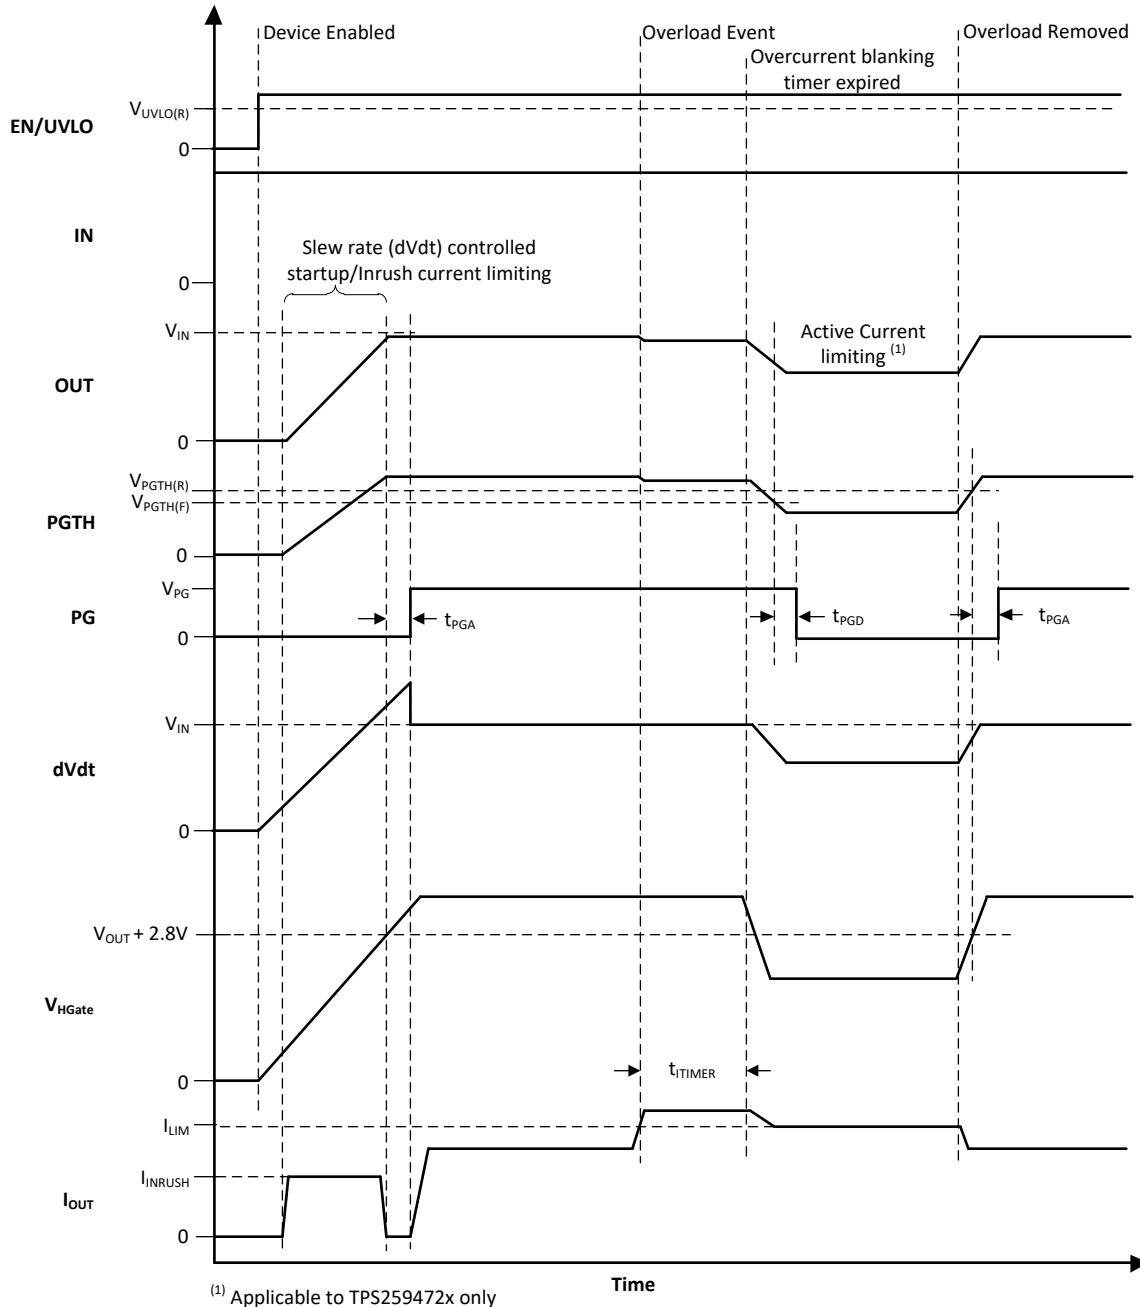 Device Enabled
Overload Event
Overload Removed
Overcurrent blanking
timer expired
V_UVLO(R)
EN/UVLO
0
IN
Slew rate (dVdt) controlled
startup/Inrush current limiting
0
V_IN
Active Current
limiting (1)
OUT
0
V_PGTH(R)
V_PGTH(F)
PGTH
0
V_PG
PG
t_PGA
t_PGD
t_PGA
0
V_IN
dVdt
0
V_OUT + 2.8V
V_HGate
t_ITIMER
0
I_LIM
I_INRUSH
I_OUT
0
Time
(1) Applicable to TPS259472x only